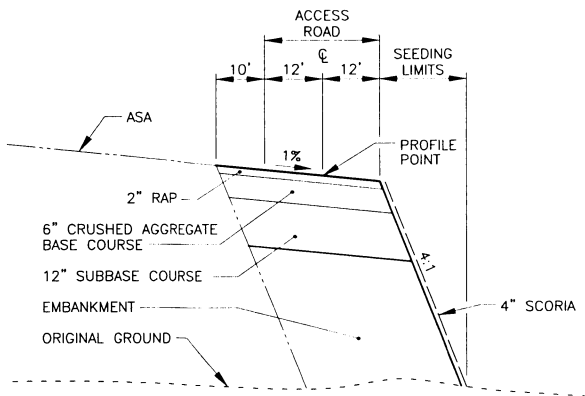 ACCESS
ROAD
SEEDING
LIMITS
℄
10'
12'
12'
ASA
1%
PROFILE
POINT
2" RAP
6" CRUSHED AGGREGATE
BASE COURSE
12" SUBBASE COURSE
4:1
EMBANKMENT
4" SCORIA
ORIGINAL GROUND